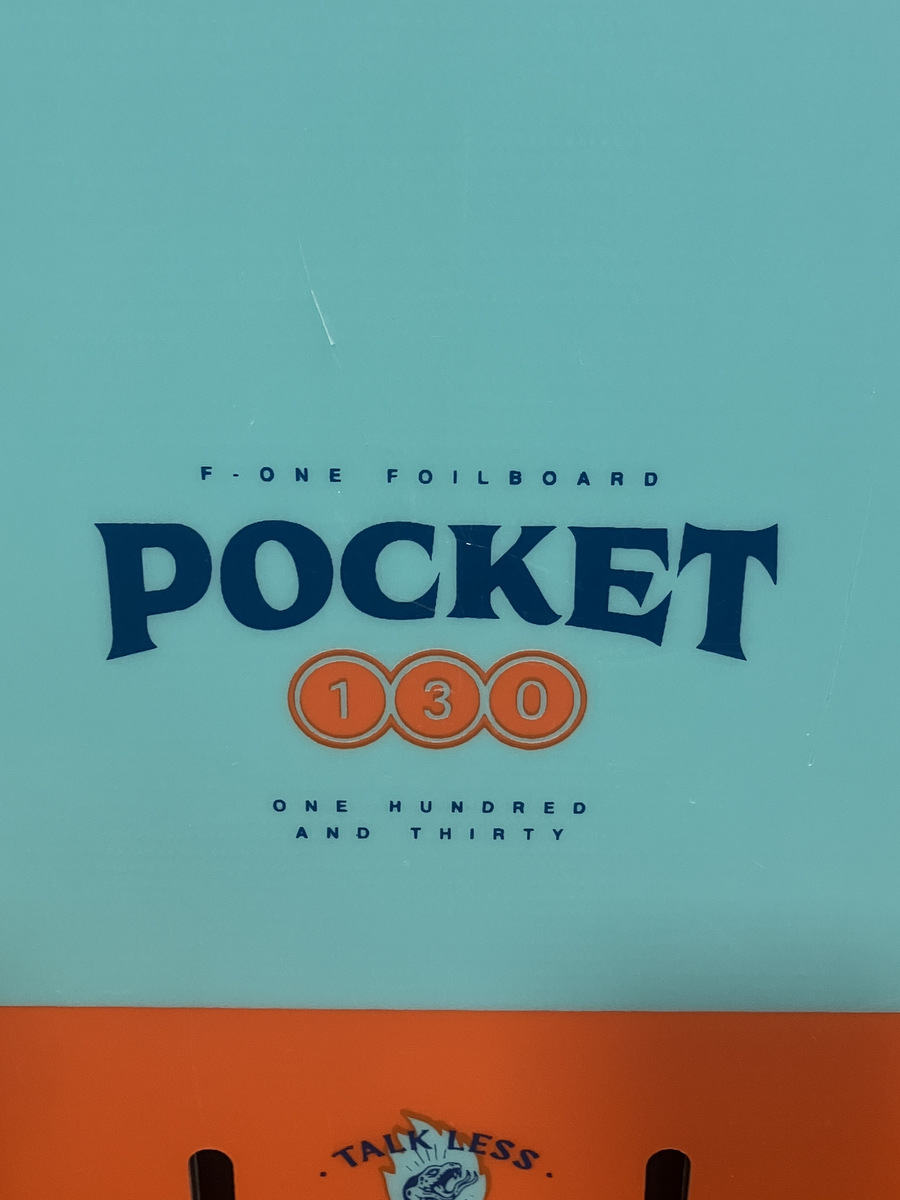 F-ONE FOILBOARD
POCKET
130
ONE HUNDRED
AND THIRTY
· TALK LESS ·